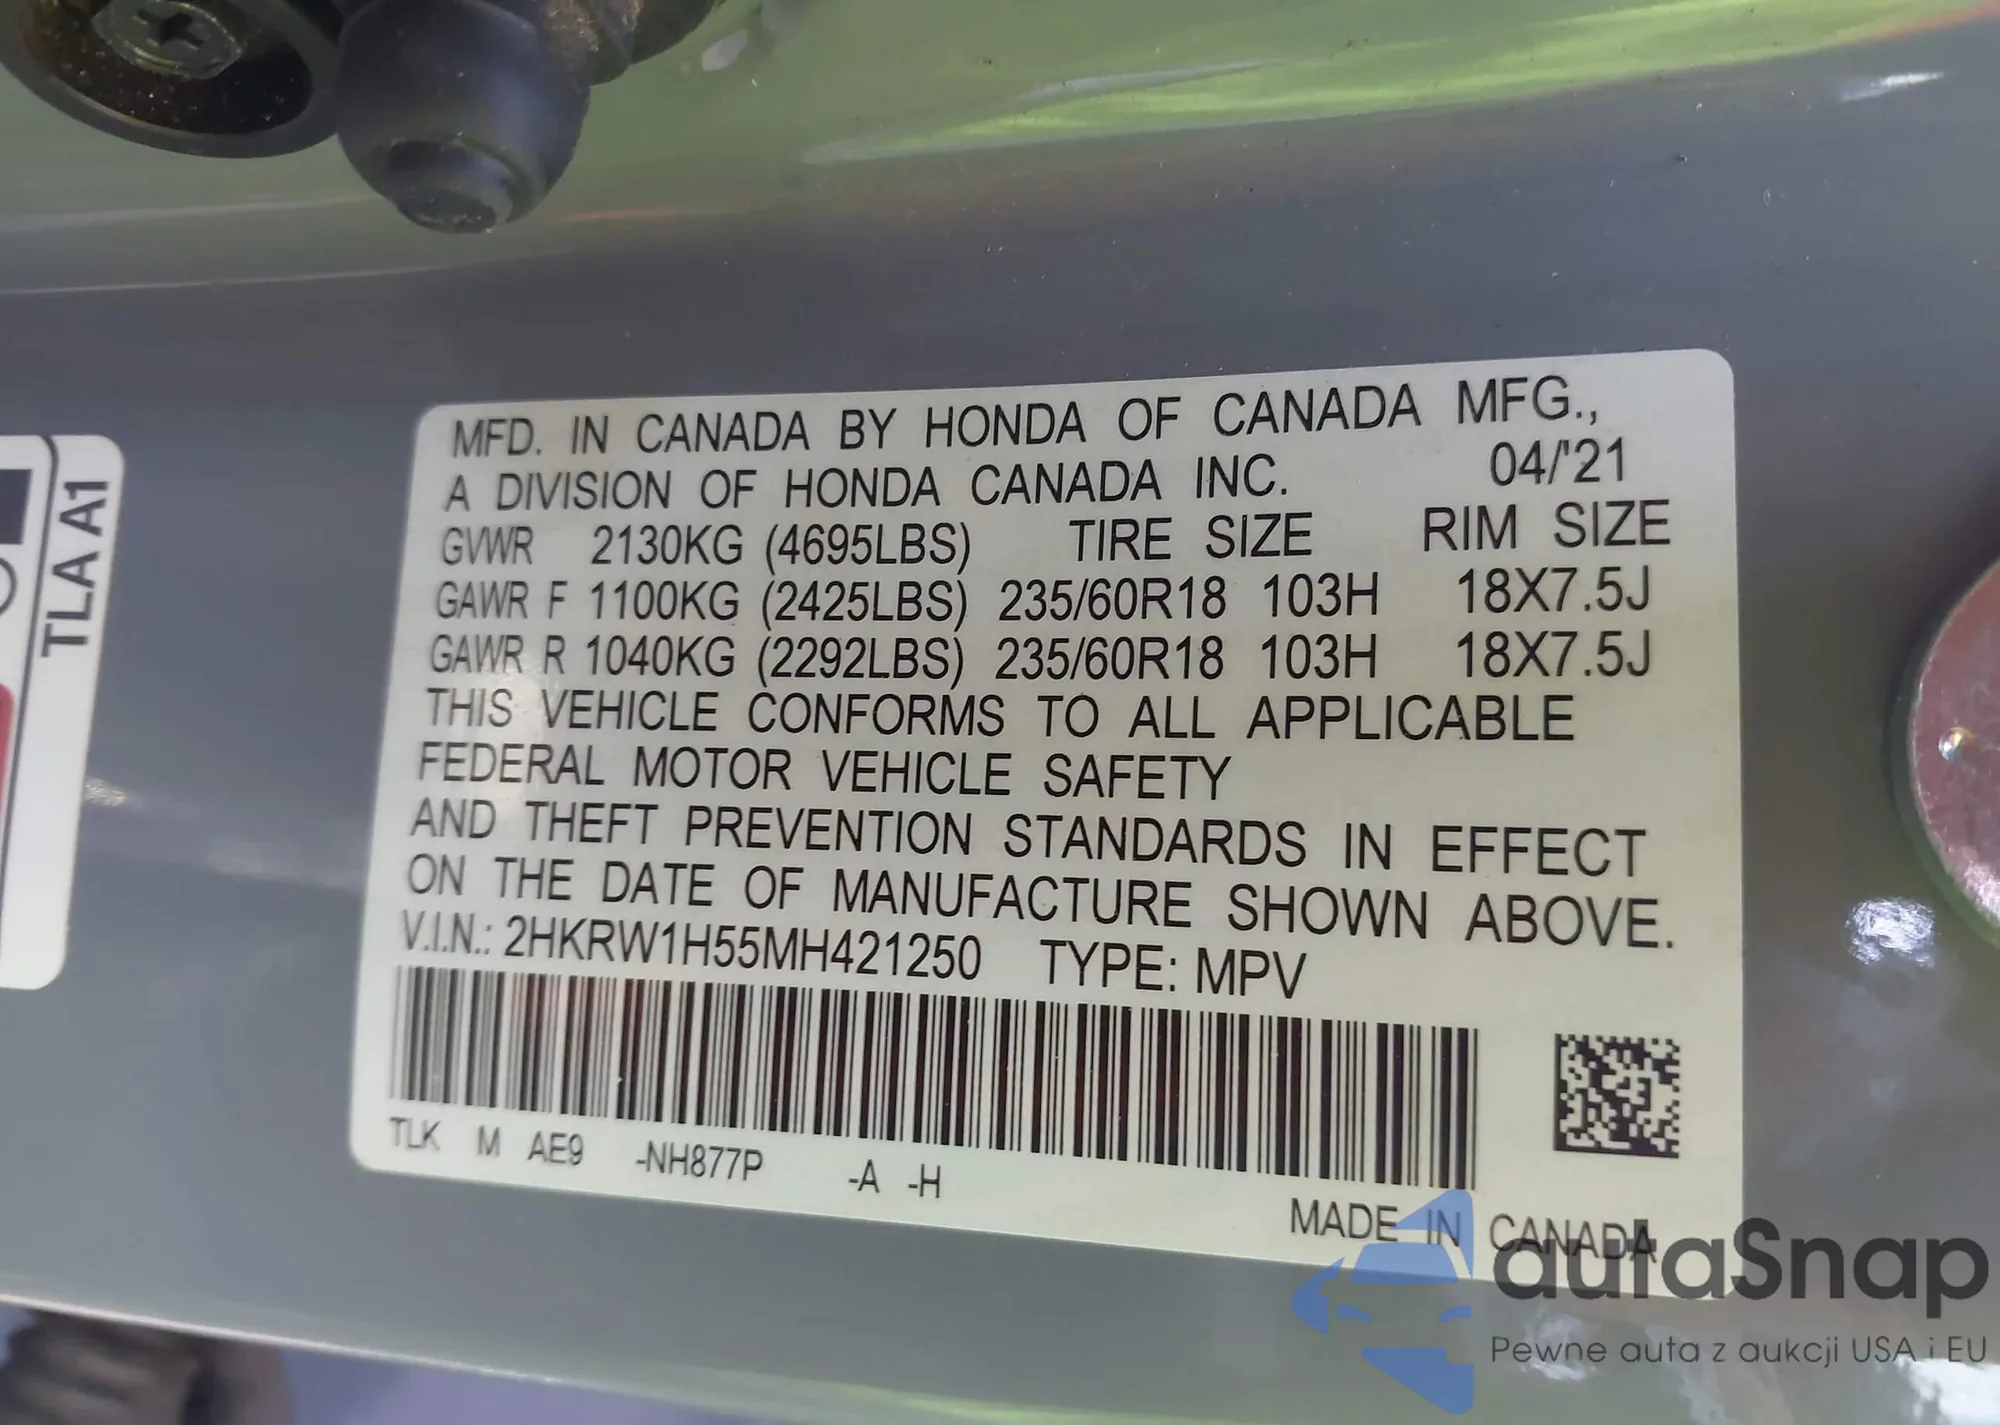 MFD. IN CANADA BY HONDA OF CANADA MFG.,
A DIVISION OF HONDA CANADA INC. 04/'21
GVWR 2130KG (4695LBS) TIRE SIZE RIM SIZE
GAWR F 1100KG (2425LBS) 235/60R18 103H 18X7.5J
GAWR R 1040KG (2292LBS) 235/60R18 103H 18X7.5J
THIS VEHICLE CONFORMS TO ALL APPLICABLE
FEDERAL MOTOR VEHICLE SAFETY
AND THEFT PREVENTION STANDARDS IN EFFECT
ON THE DATE OF MANUFACTURE SHOWN ABOVE.
V.I.N.: 2HKRW1H55MH421250 TYPE: MPV
TLK M AE9 -NH877P -A -H
MADE IN CANADA
TLA A1
autaSnap
Pewne auta z aukcji USA i EU